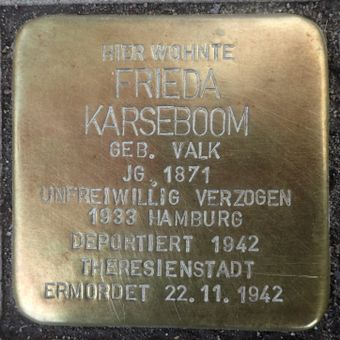 HIER WOHNTE
FRIEDA
KARSEBOOM
GEB. VALK
JG. 1871
UNFREIWILLIG VERZOGEN
1933 HAMBURG
DEPORTIERT 1942
THERESIENSTADT
ERMORDET 22.11.1942